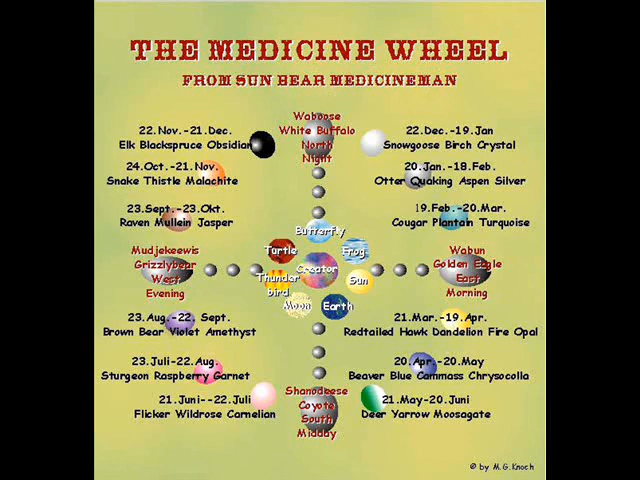 THE MEDICINE WHEEL
FROM SUN BEAR MEDICINEMAN
Waboose
White Buffalo
North
Night
22.Nov.-21.Dec.
Elk Blackspruce Obsidian
22.Dec.-19.Jan
Snowgoose Birch Crystal
24.Oct.-21.Nov.
Snake Thistle Malachite
20.Jan.-18.Feb.
Otter Quaking Aspen Silver
23.Sept.-23.Okt.
Raven Mullein Jasper
19.Feb.-20.Mar.
Cougar Plantain Turquoise
Butterfly
Turtle
Frog
Mudjekeewis
Grizzlybear
West
Evening
Creator
Wabun
Golden Eagle
East
Morning
Thunder
bird
Sun
Moon
Earth
23.Aug.-22. Sept.
Brown Bear Violet Amethyst
21.Mar.-19.Apr.
Redtailed Hawk Dandelion Fire Opal
23.Juli-22.Aug.
Sturgeon Raspberry Garnet
20.Apr.-20.May
Beaver Blue Cammass Chrysocolla
21.Juni--22.Juli
Flicker Wildrose Carnelian
Shanodeese
Coyote
South
Midday
21.May-20.Juni
Deer Yarrow Moosagate
© by M.G.Knoch